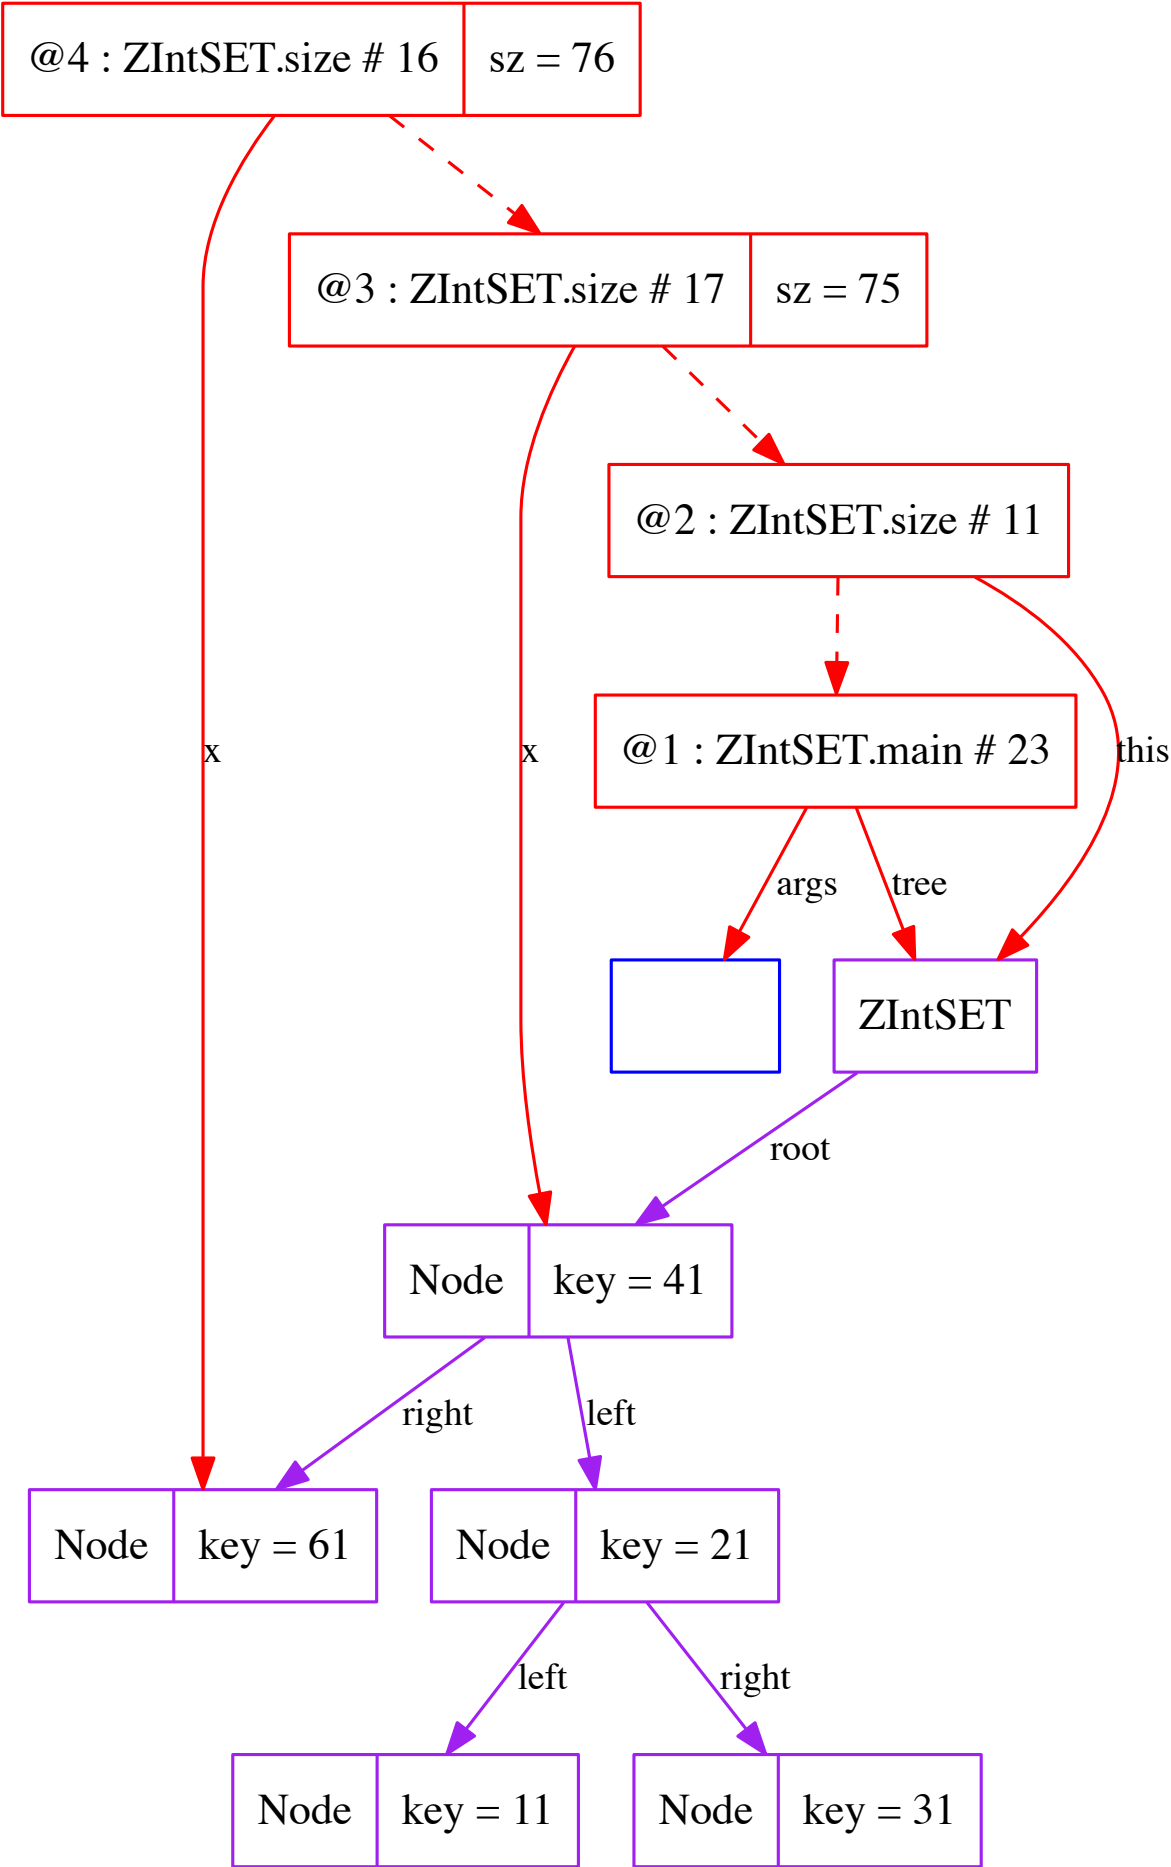 @4 : ZIntSET.size # 16 sz = 76
@3 : ZIntSET.size # 17 sz = 75
@2 : ZIntSET.size # 11
x x @1 : ZIntSET.main # 23 this
args tree
ZIntSET
root
Node key = 41
right left
Node key = 61 Node key = 21
left right
Node key = 11 Node key = 31